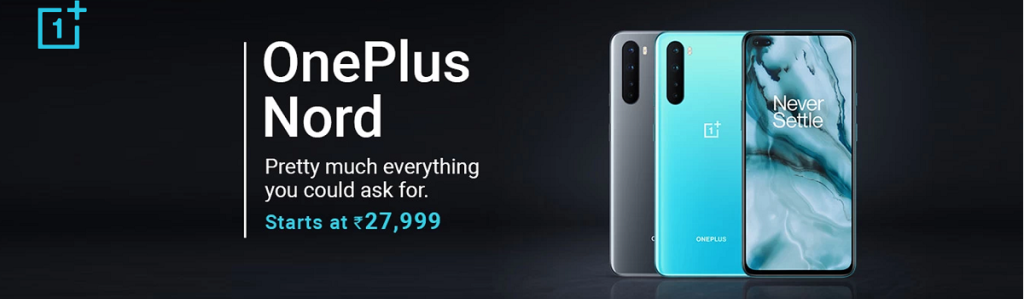 1+
OnePlus
Nord
Pretty much everything
you could ask for.
Starts at ₹27,999
Never
Settle
1+
ONEPLUS